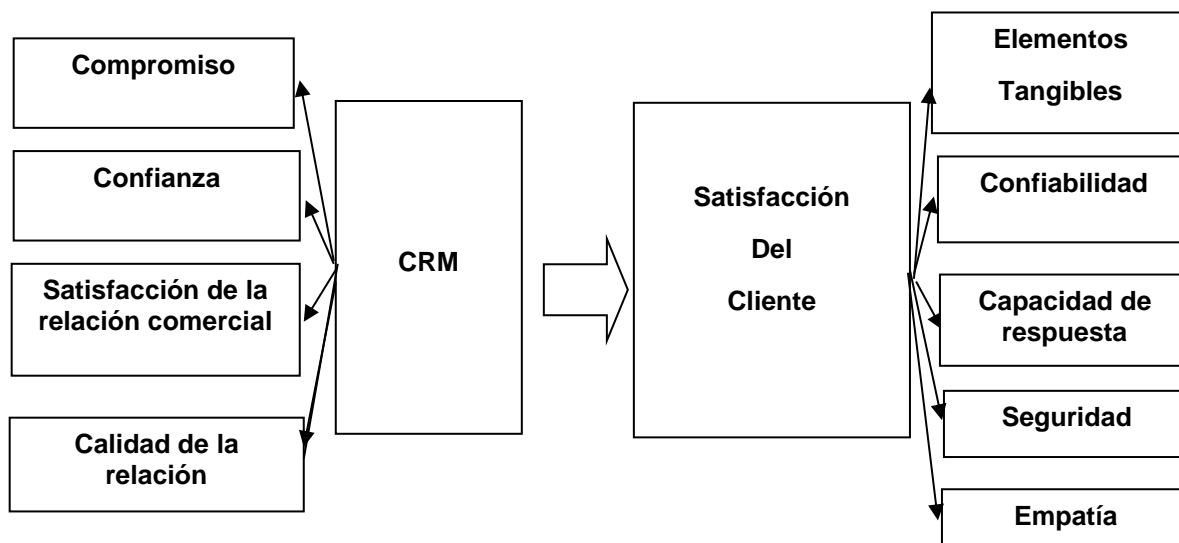 Compromiso
Confianza
Satisfacción de la
relación comercial
Calidad de la
relación
CRM
Satisfacción
Del
Cliente
Elementos
Tangibles
Confiabilidad
Capacidad de
respuesta
Seguridad
Empatía